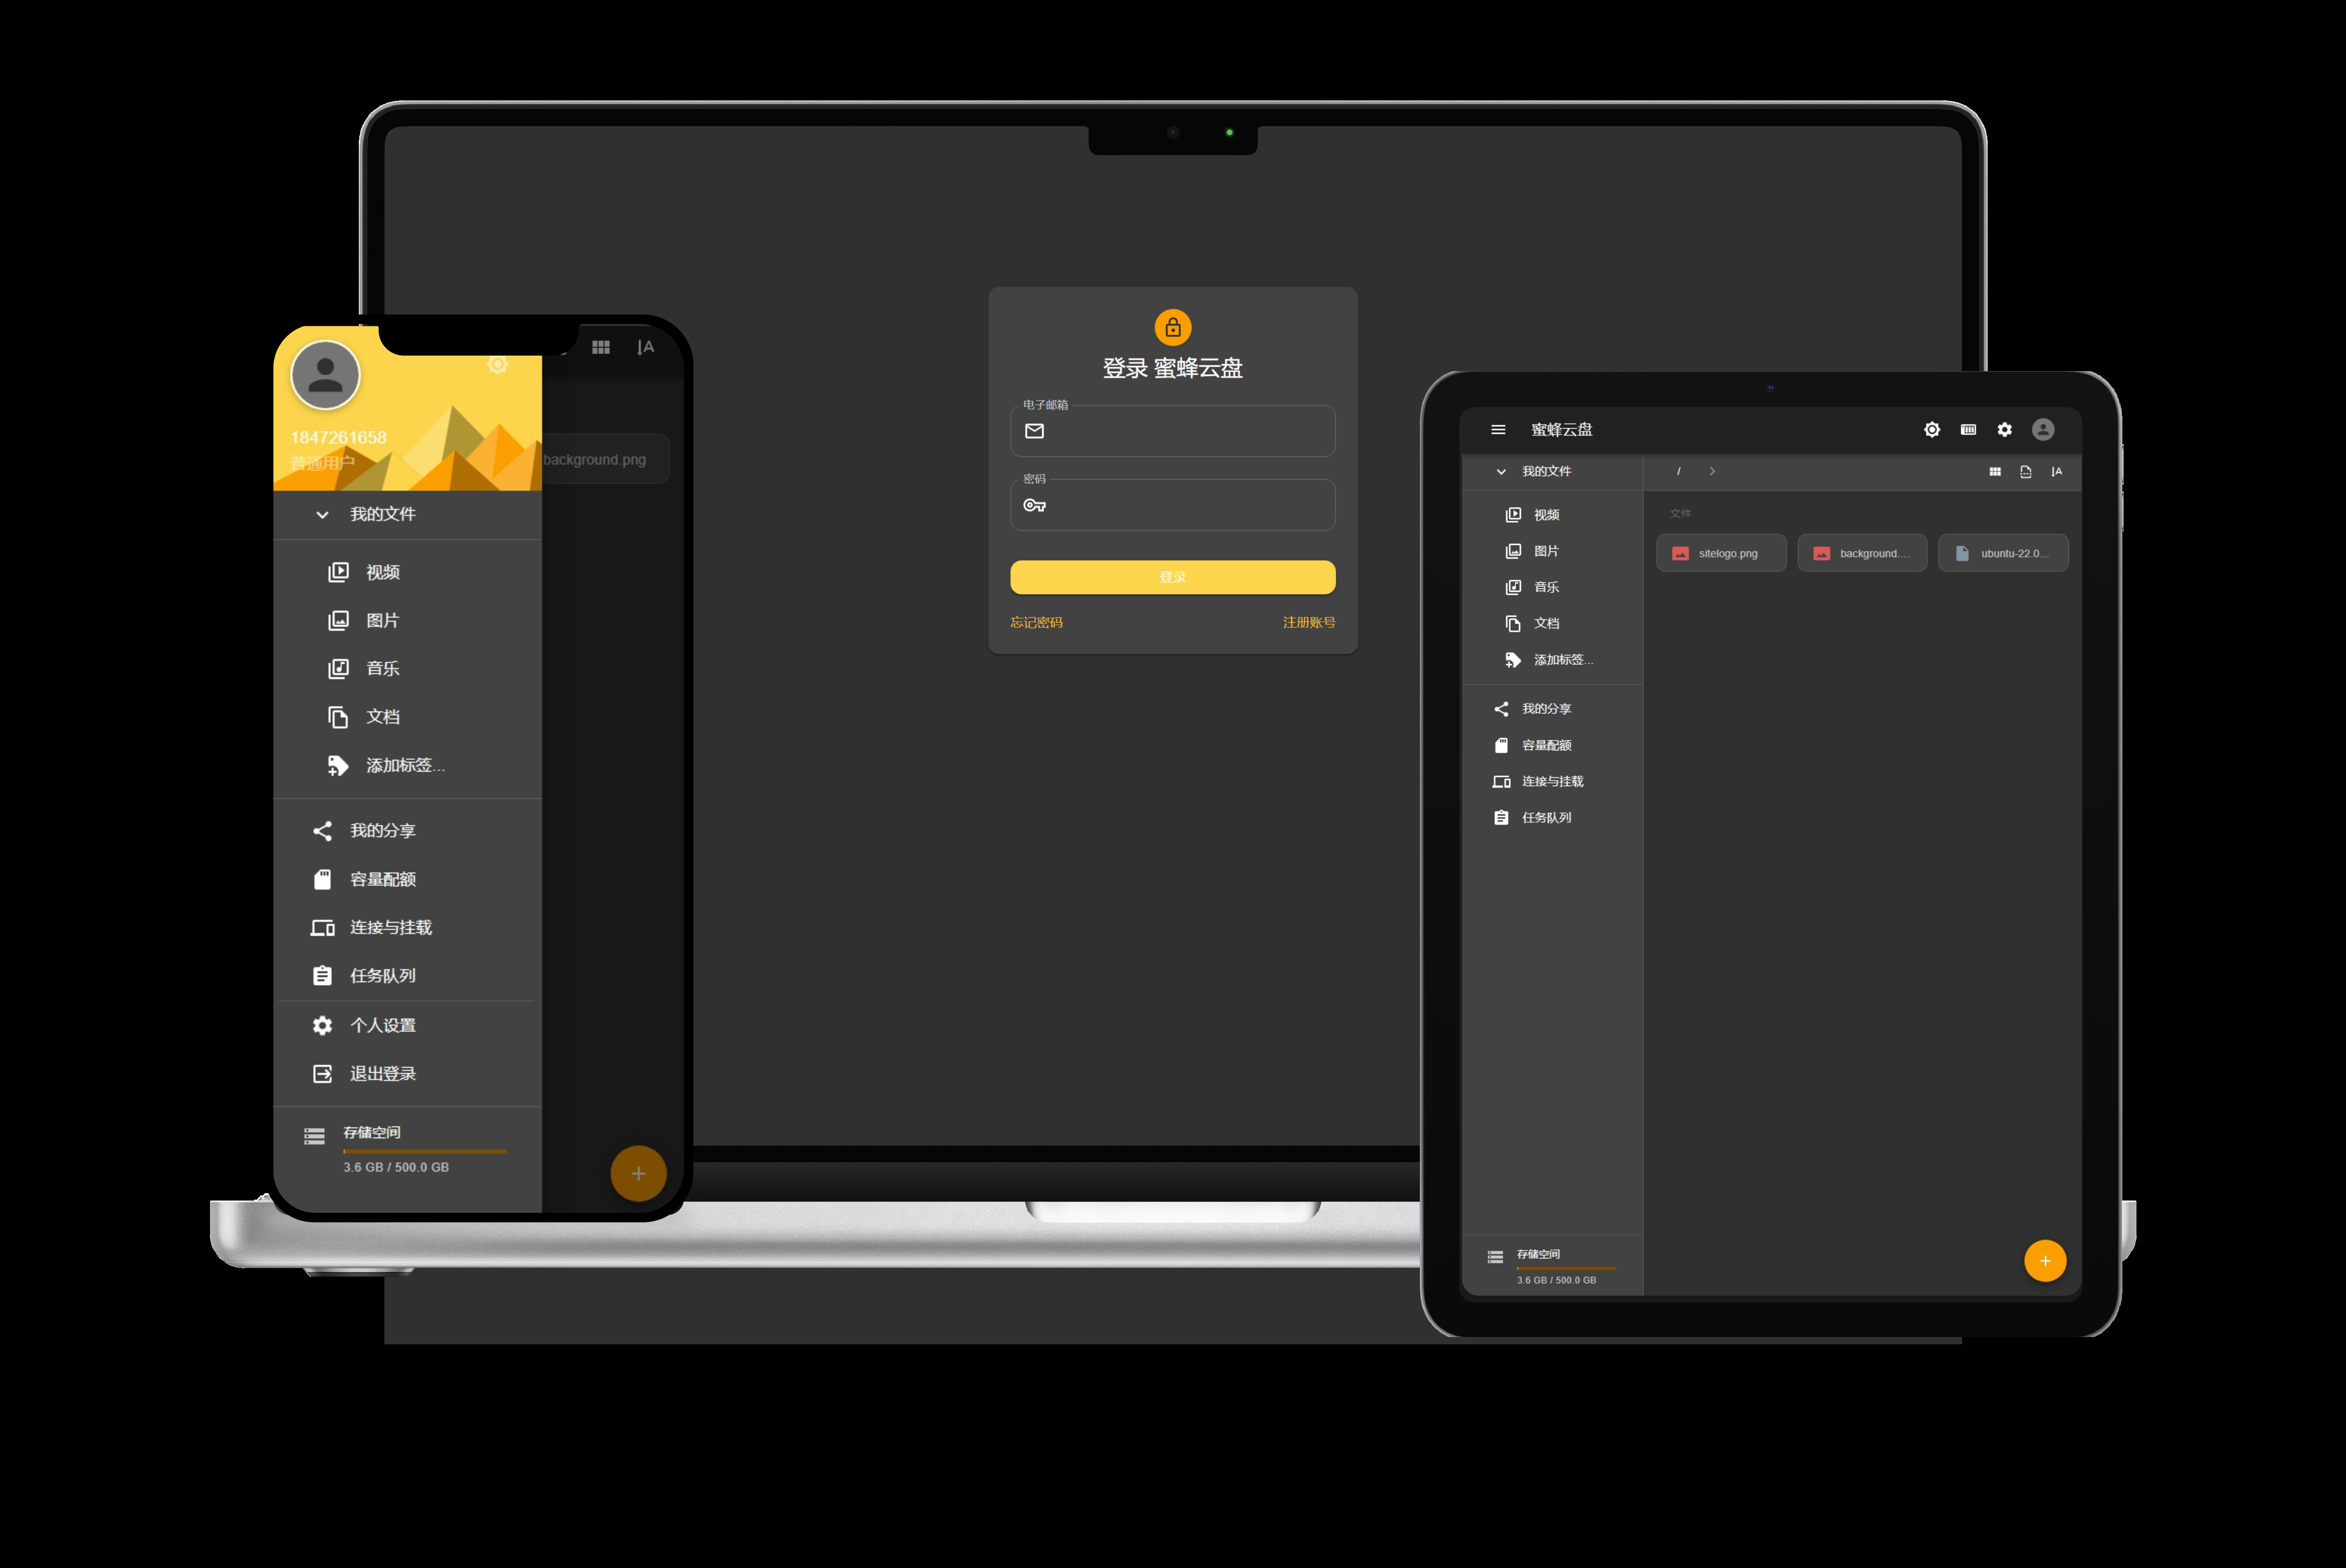 1847261658
普通用户
background.png
我的文件
视频
图片
音乐
文档
添加标签...
我的分享
容量配额
连接与挂载
任务队列
个人设置
退出登录
存储空间
3.6 GB / 500.0 GB
登录 蜜蜂云盘
电子邮箱
密码
登录
忘记密码 注册账号
蜜蜂云盘
我的文件 /
文件
sitelogo.png background.... ubuntu-22.0...
视频
图片
音乐
文档
添加标签...
我的分享
容量配额
连接与挂载
任务队列
存储空间
3.6 GB / 500.0 GB